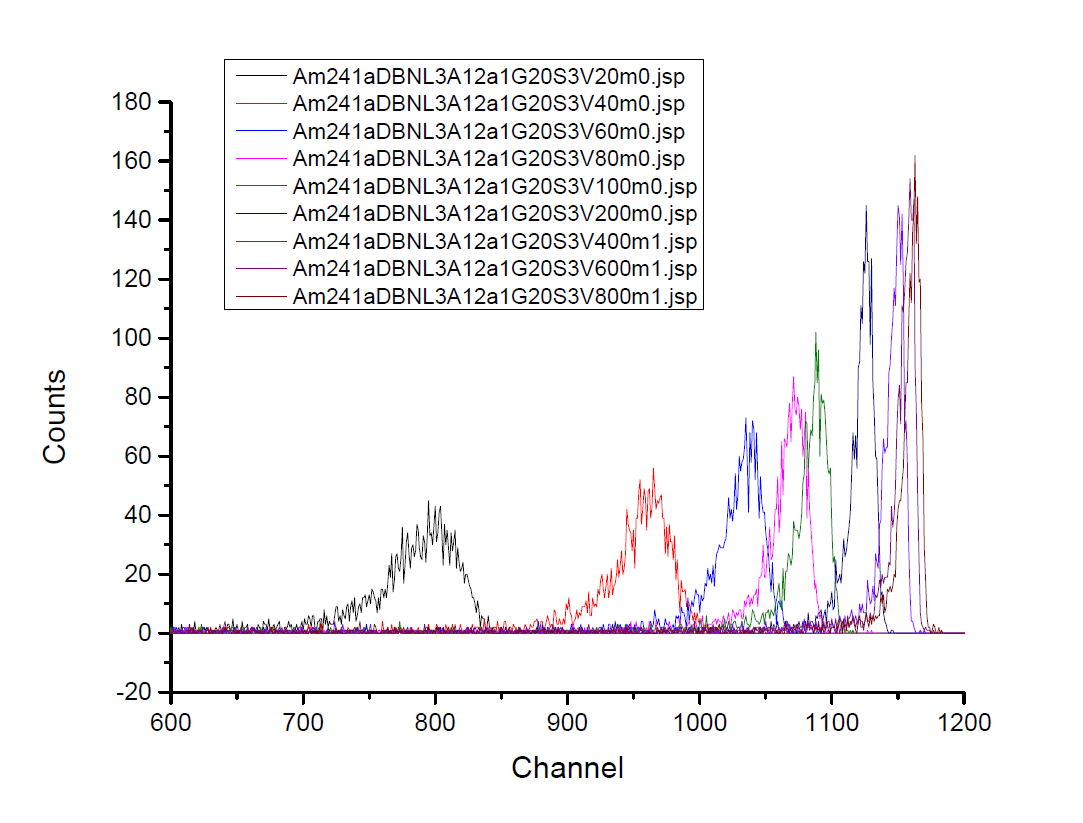 Am241aDBNL3A12a1G20S3V20m0.jsp
Am241aDBNL3A12a1G20S3V40m0.jsp
Am241aDBNL3A12a1G20S3V60m0.jsp
Am241aDBNL3A12a1G20S3V80m0.jsp
Am241aDBNL3A12a1G20S3V100m0.jsp
Am241aDBNL3A12a1G20S3V200m0.jsp
Am241aDBNL3A12a1G20S3V400m1.jsp
Am241aDBNL3A12a1G20S3V600m1.jsp
Am241aDBNL3A12a1G20S3V800m1.jsp
180
160
140
120
100
80
60
40
20
0
-20
Counts
600 700 800 900 1000 1100 1200
Channel